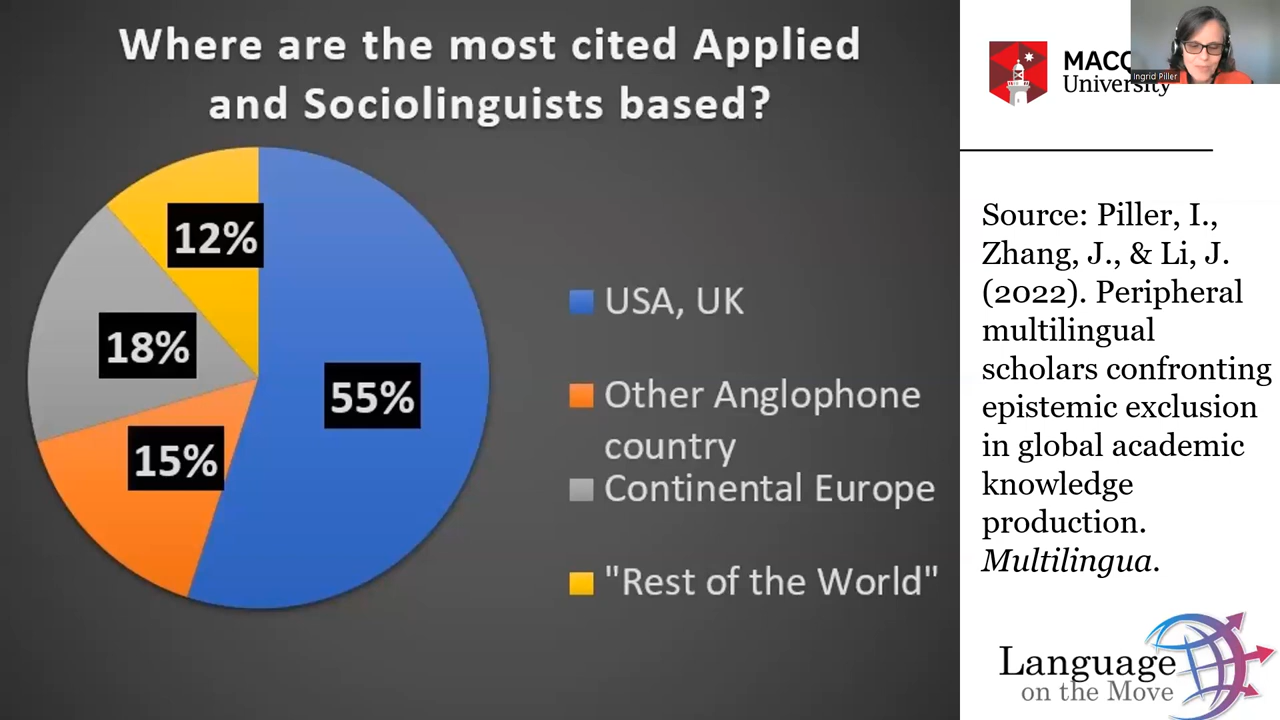 Where are the most cited Applied
and Sociolinguists based?
12%
18%
15%
55%
USA, UK
Other Anglophone
country
Continental Europe
"Rest of the World"
Ingrid Piller
University
Source: Piller, I.,
Zhang, J., & Li, J.
(2022). Peripheral
multilingual
scholars confronting
epistemic exclusion
in global academic
knowledge
production.
Multilingua.
Language
on the Move